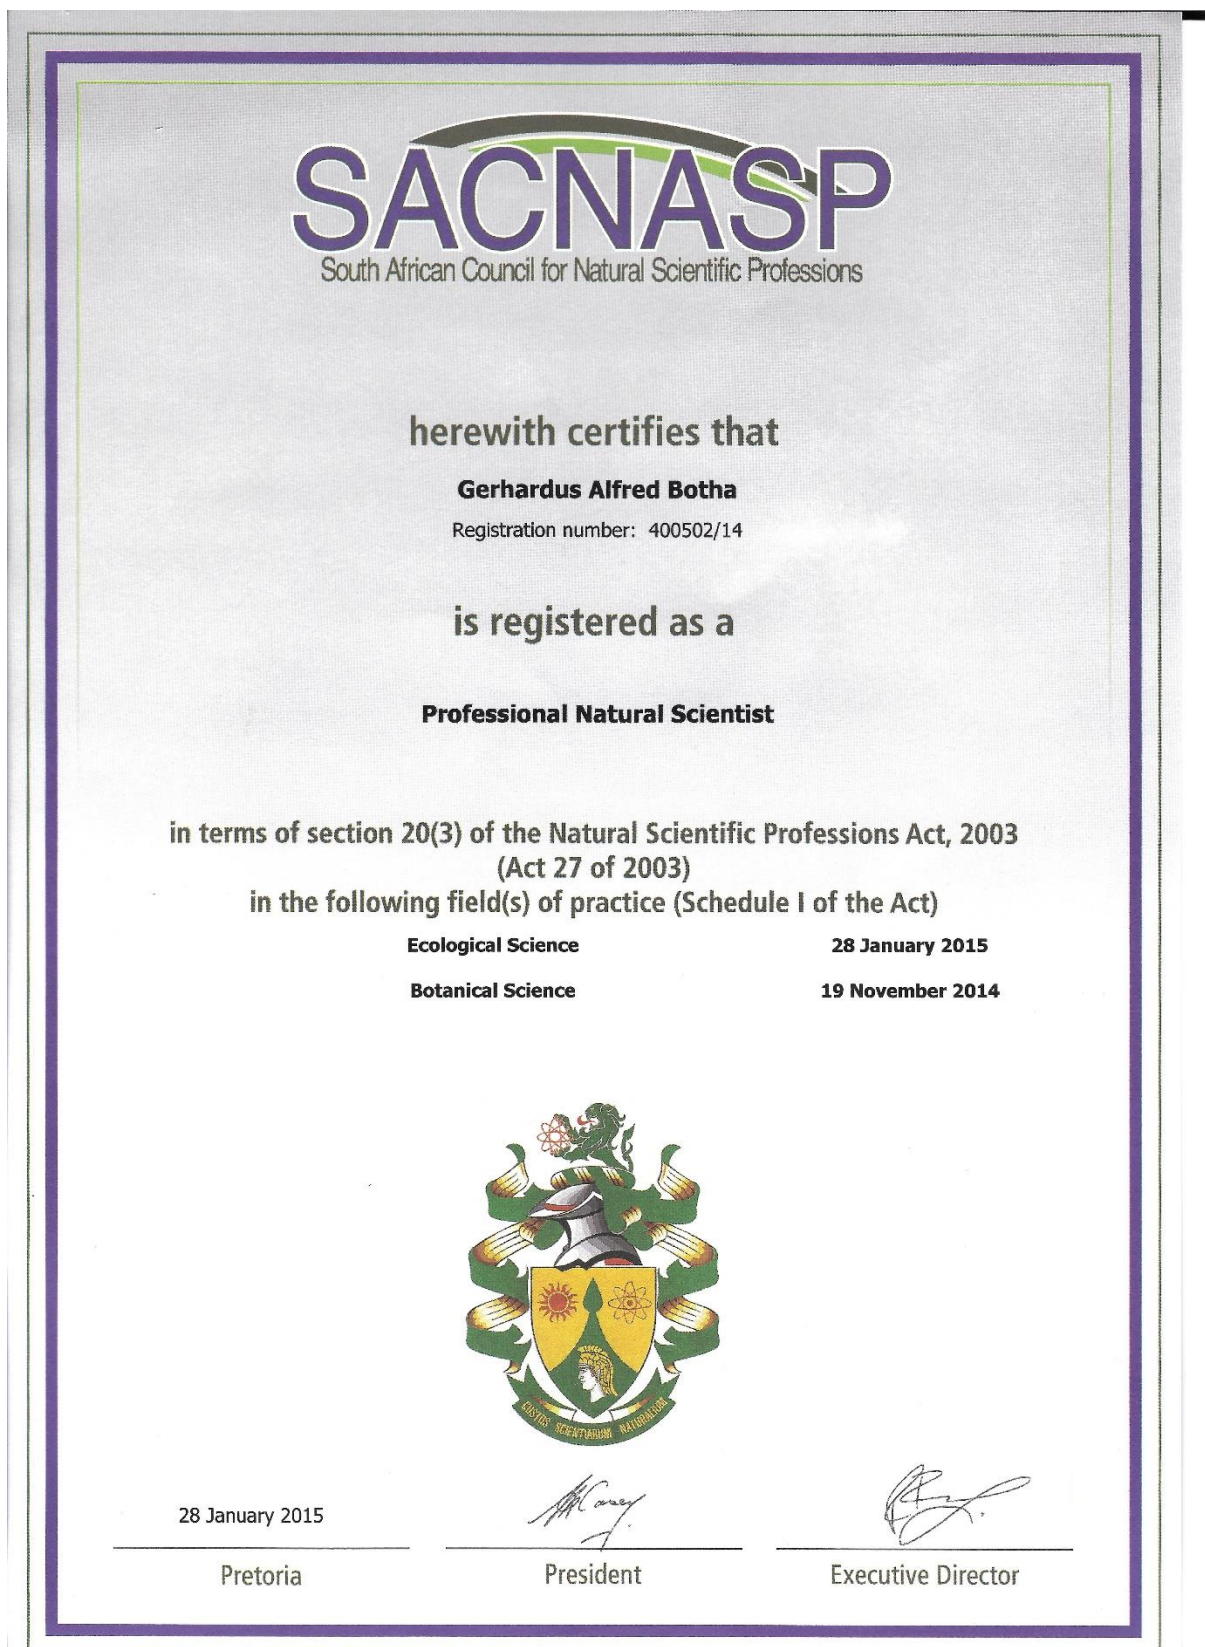 SACNASP
South African Council for Natural Scientific Professions
herewith certifies that
Gerhardus Alfred Botha
Registration number: 400502/14
is registered as a
Professional Natural Scientist
in terms of section 20(3) of the Natural Scientific Professions Act, 2003
(Act 27 of 2003)
in the following field(s) of practice (Schedule I of the Act)
Ecological Science 28 January 2015
Botanical Science 19 November 2014
CUSTOS SCIENTIARUM NATURALIUM
28 January 2015
Pretoria President Executive Director